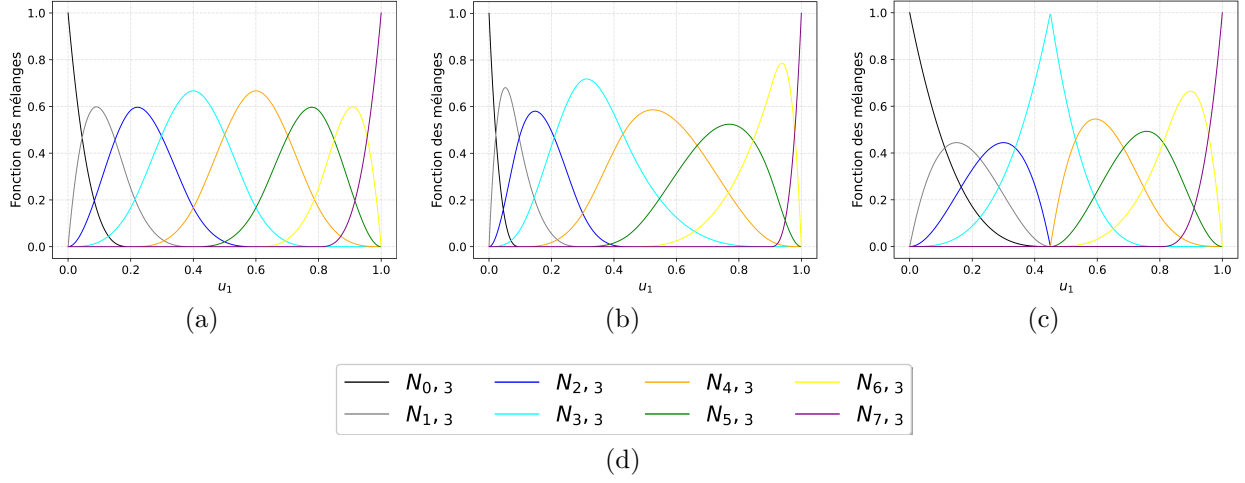 Fonction des mélanges
1.0
0.8
0.6
0.4
0.2
0.0
0.0 0.2 0.4 0.6 0.8 1.0
u₁
(a)
Fonction des mélanges
1.0
0.8
0.6
0.4
0.2
0.0
0.0 0.2 0.4 0.6 0.8 1.0
u₁
(b)
Fonction des mélanges
1.0
0.8
0.6
0.4
0.2
0.0
0.0 0.2 0.4 0.6 0.8 1.0
u₁
(c)
N₀, ₃ N₂, ₃ N₄, ₃ N₆, ₃
N₁, ₃ N₃, ₃ N₅, ₃ N₇, ₃
(d)